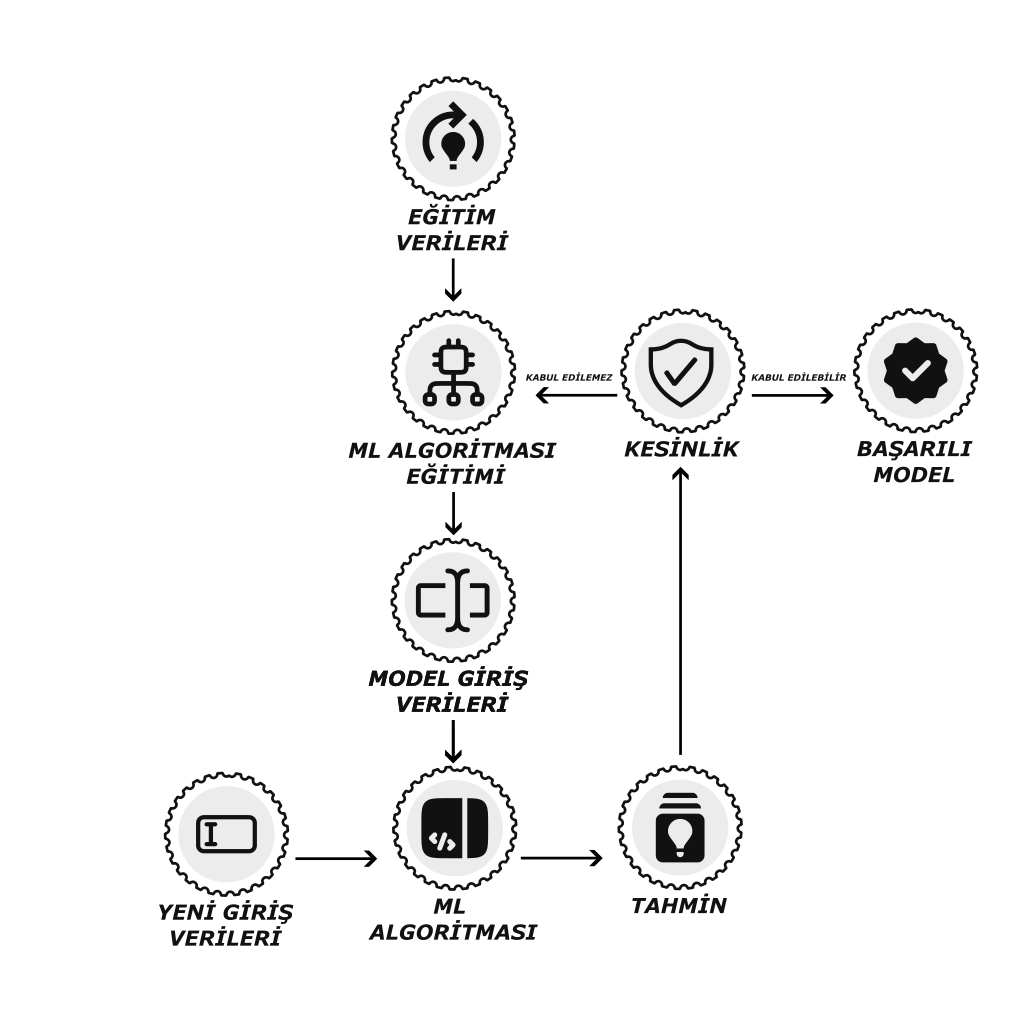 EĞİTİM
VERİLERİ
KABUL EDİLEMEZ
KABUL EDİLEBİLİR
ML ALGORİTMASI
EĞİTİMİ
KESİNLİK
BAŞARILI
MODEL
MODEL GİRİŞ
VERİLERİ
YENİ GİRİŞ
VERİLERİ
ML
ALGORİTMASI
TAHMİN